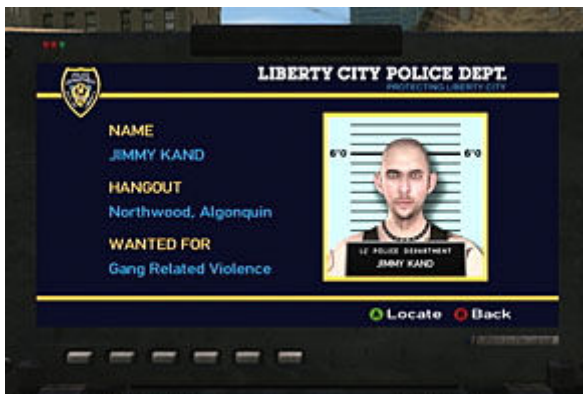 LIBERTY CITY POLICE DEPT.
PROTECTING LIBERTY CITY
NAME
JIMMY KAND
HANGOUT
Northwood, Algonquin
WANTED FOR
Gang Related Violence
6'0 6'0
LC POLICE DEPARTMENT
JIMMY KAND
A Locate B Back